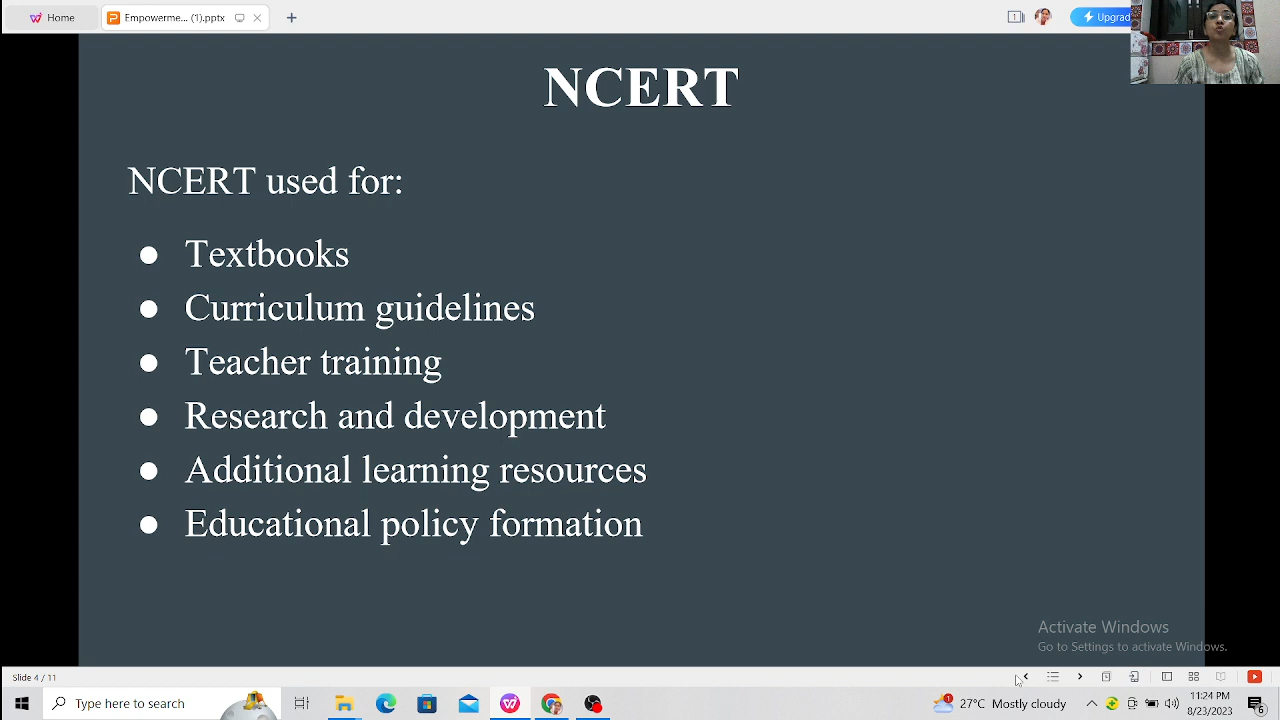 Home
Empowerme... (1).pptx
Upgrad
NCERT
NCERT used for:
● Textbooks
● Curriculum guidelines
● Teacher training
● Research and development
● Additional learning resources
● Educational policy formation
Activate Windows
Go to Settings to activate Windows.
Slide 4 / 11
Type here to search
1
27°C Mostly cloudy
11:24 PM
8/23/2023
6